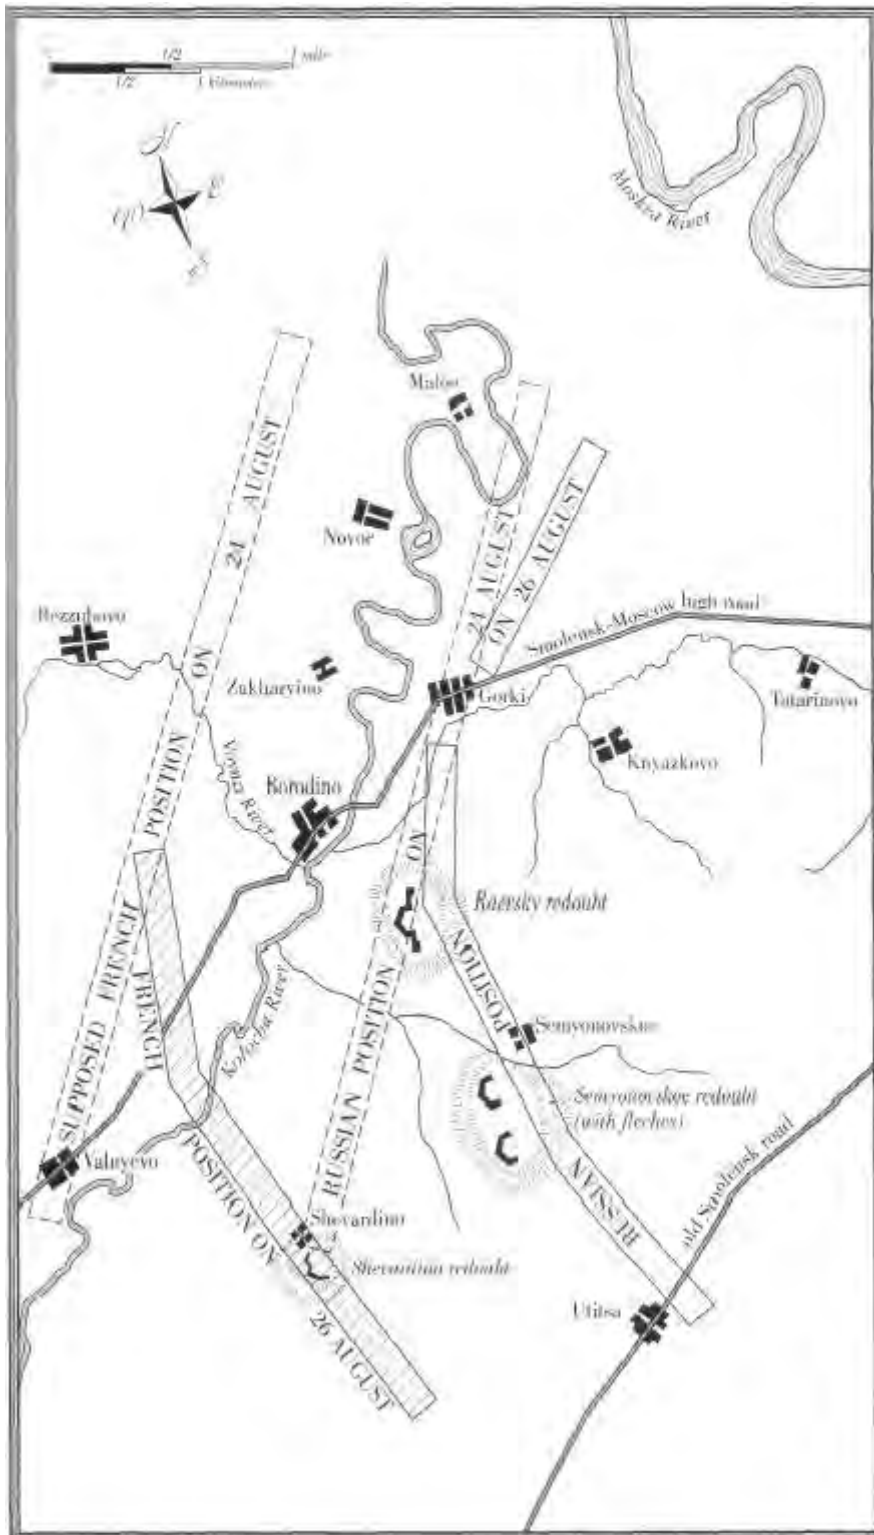 1/2 1 mile
1/2 1 kilometer
N
E
W
S
Moskva River
Maloe
SUPPOSED FRENCH POSITION ON 24 AUGUST
Novoe
RUSSIAN POSITION ON 24 AUGUST
RUSSIAN POSITION ON 26 AUGUST
Smolensk-Moscow high road
Bezzubovo
Zakharyino
Gorki
Tatarinovo
Knyazkovo
Voyna River
Borodino
Raevsky redoubt
FRENCH POSITION ON 26 AUGUST
Kolocha River
Semyonovskoe
Semyonovskoe redoubt
(with fleches)
Valuyevo
old Smolensk road
Shevardino
Shevardino redoubt
Utitsa